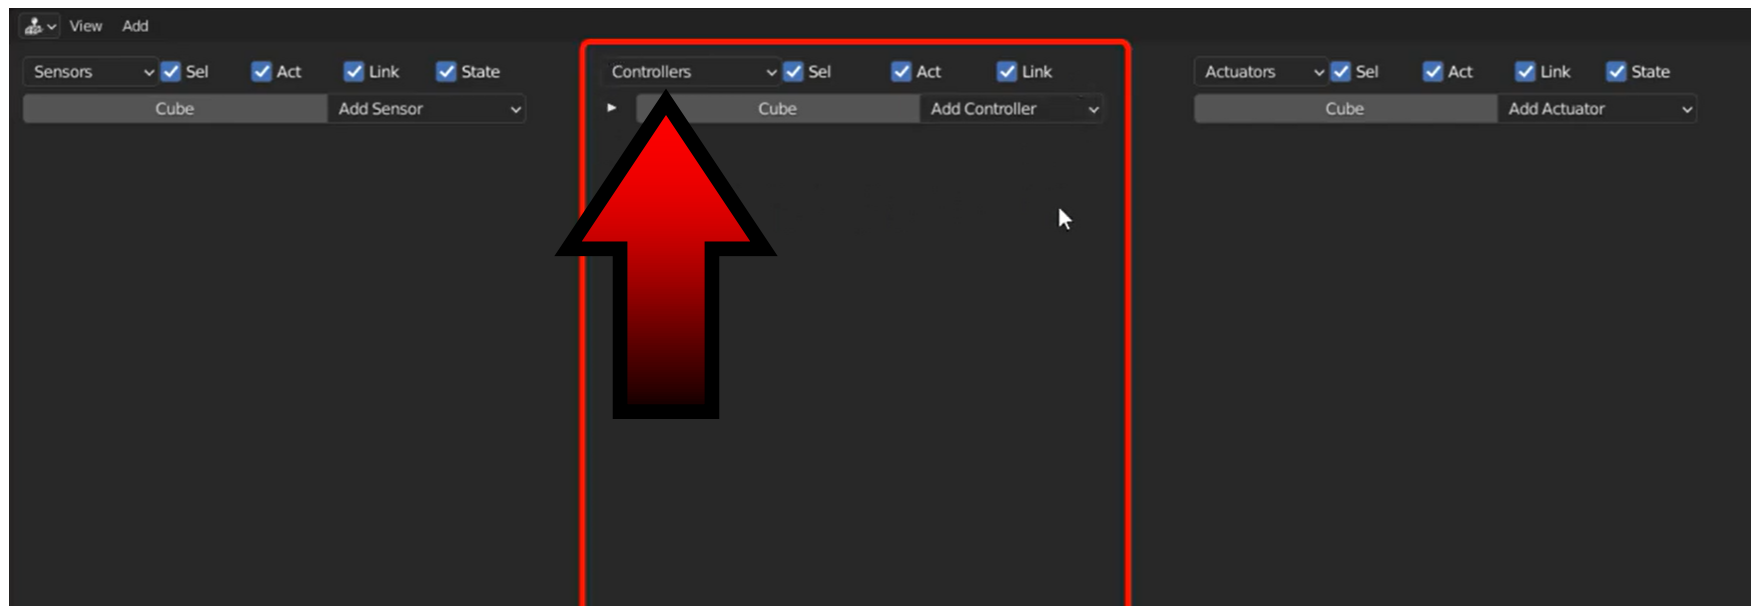 View Add
Sensors Sel Act Link State
Cube Add Sensor
Controllers Sel Act Link
Cube Add Controller
Actuators Sel Act Link State
Cube Add Actuator